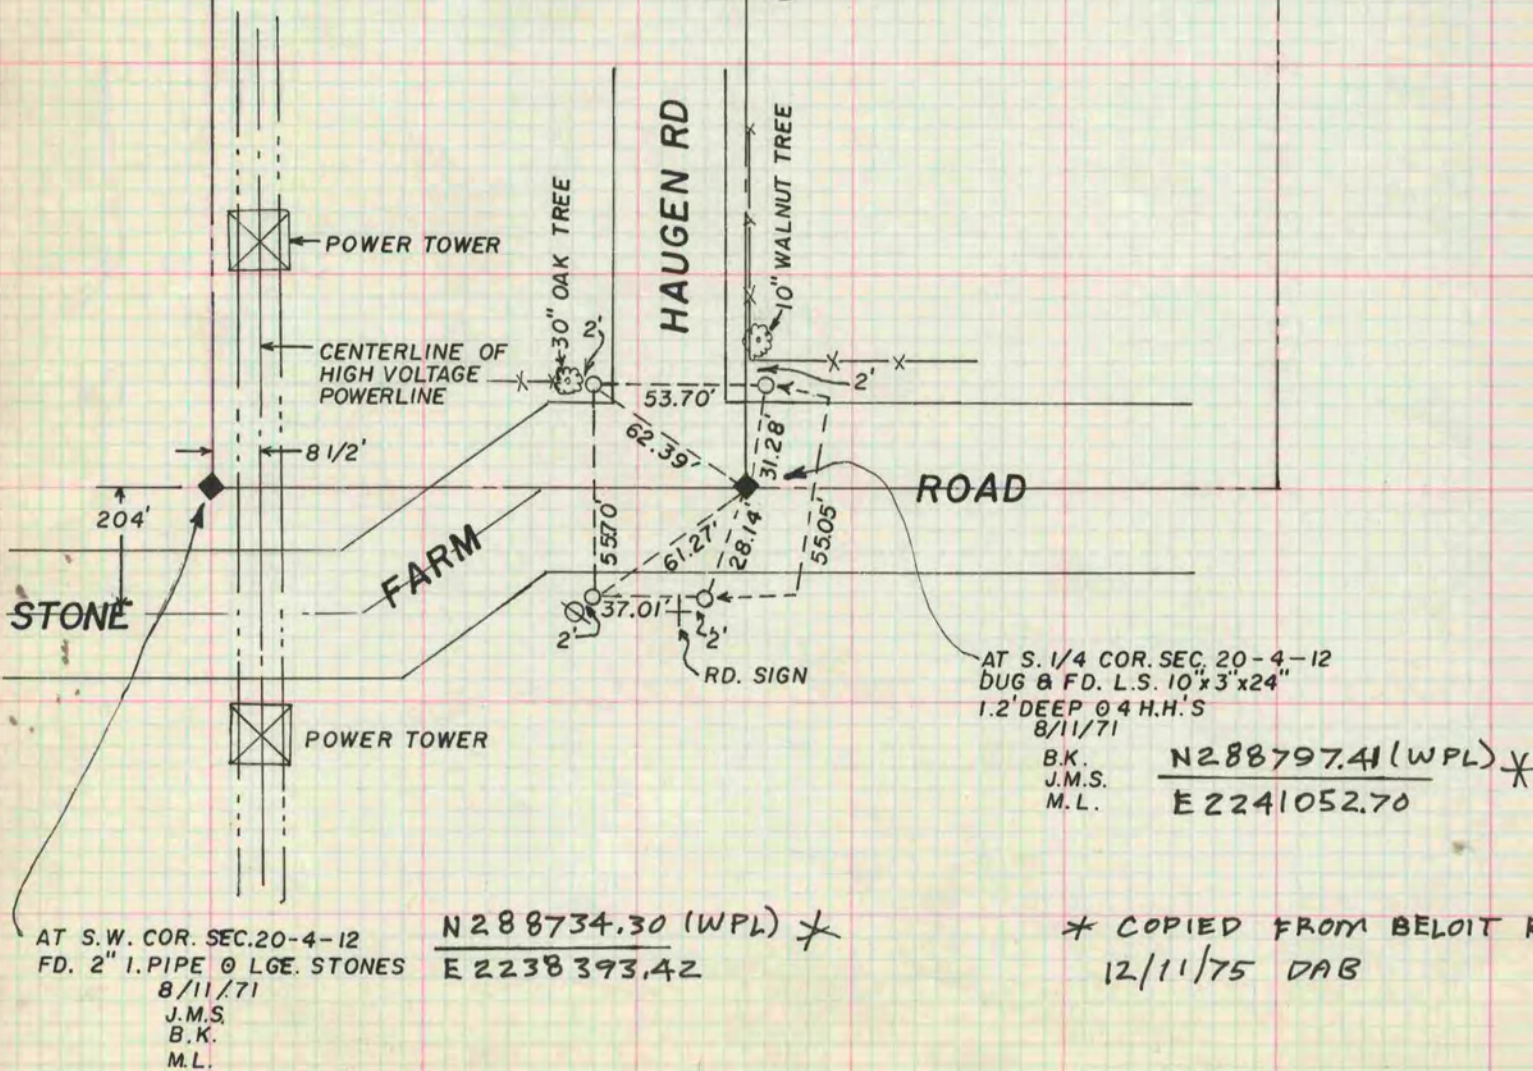 HAUGEN RD
30" OAK TREE
10" WALNUT TREE
POWER TOWER
2'
CENTERLINE OF
HIGH VOLTAGE
POWERLINE
53.70'
2'
62.39'
31.28'
8 1/2'
ROAD
204'
55.70'
61.27'
28.14'
55.05'
FARM
STONE
37.01'
2'
2'
RD. SIGN
AT S. 1/4 COR. SEC. 20-4-12
DUG & FD. L.S. 10"x3"x24"
1.2' DEEP @ 4 H.H.'S
8/11/71
B.K.
J.M.S.
M.L.
N288797.41 (WPL) *
E2241052.70
POWER TOWER
AT S.W. COR. SEC.20-4-12
FD. 2" I.PIPE @ LGE. STONES
8/11/71
J.M.S.
B.K.
M.L.
N288734.30 (WPL) *
E2238393.42
* COPIED FROM BELOIT
12/11/75 DAB